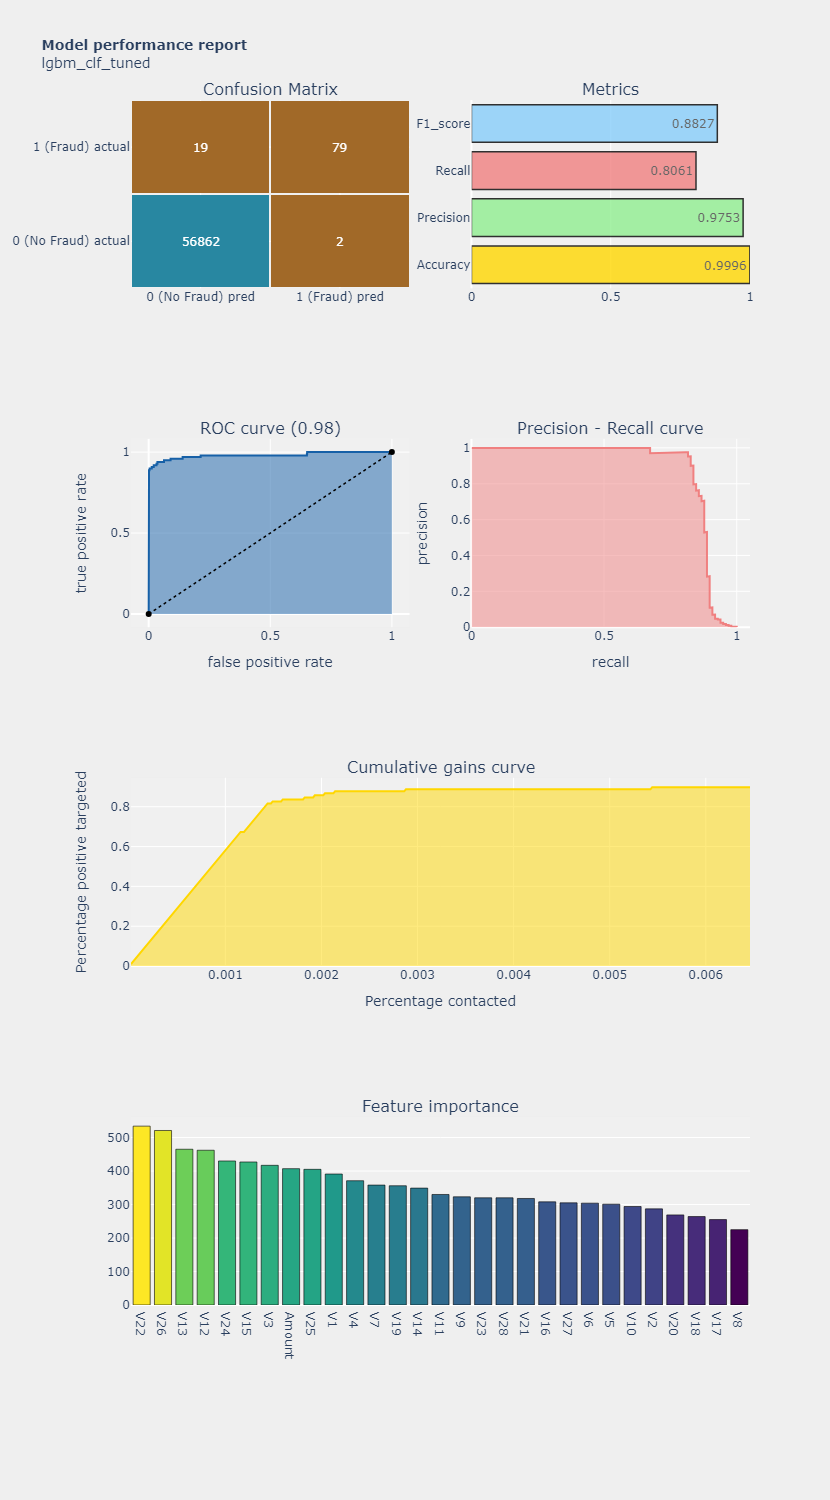 Model performance report
lgbm_clf_tuned
Confusion Matrix
1 (Fraud) actual
19
79
0 (No Fraud) actual
56862
2
0 (No Fraud) pred
1 (Fraud) pred
Metrics
F1_score
0.8827
Recall
0.8061
Precision
0.9753
Accuracy
0.9996
0
0.5
1
ROC curve (0.98)
true positive rate
1
0.5
0
0
0.5
1
false positive rate
Precision - Recall curve
precision
1
0.8
0.6
0.4
0.2
0
0
0.5
1
recall
Cumulative gains curve
Percentage positive targeted
0.8
0.6
0.4
0.2
0
0.001
0.002
0.003
0.004
0.005
0.006
Percentage contacted
Feature importance
500
400
300
200
100
0
V22
V26
V13
V12
V24
V15
V3
Amount
V25
V1
V4
V7
V19
V14
V11
V9
V23
V28
V21
V16
V27
V6
V5
V10
V2
V20
V18
V17
V8